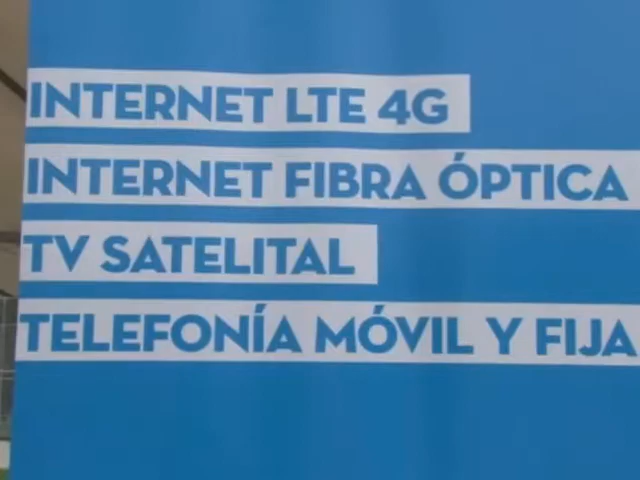 INTERNET LTE 4G
INTERNET FIBRA ÓPTICA
TV SATELITAL
TELEFONÍA MÓVIL Y FIJA